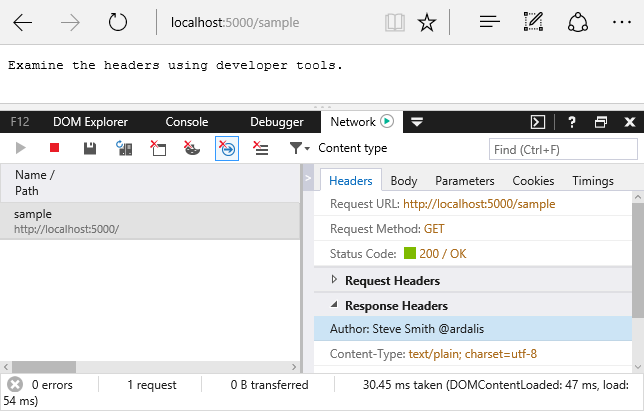 localhost:5000/sample
Examine the headers using developer tools.
F12 DOM Explorer Console Debugger Network ?
Content type Find (Ctrl+F)
Name /
Path
sample
http://localhost:5000/
Headers Body Parameters Cookies Timings
Request URL: http://localhost:5000/sample
Request Method: GET
Status Code: 200 / OK
Request Headers
Response Headers
Author: Steve Smith @ardalis
Content-Type: text/plain; charset=utf-8
0 errors 1 request 0 B transferred 30.45 ms taken (DOMContentLoaded: 47 ms, load:
54 ms)